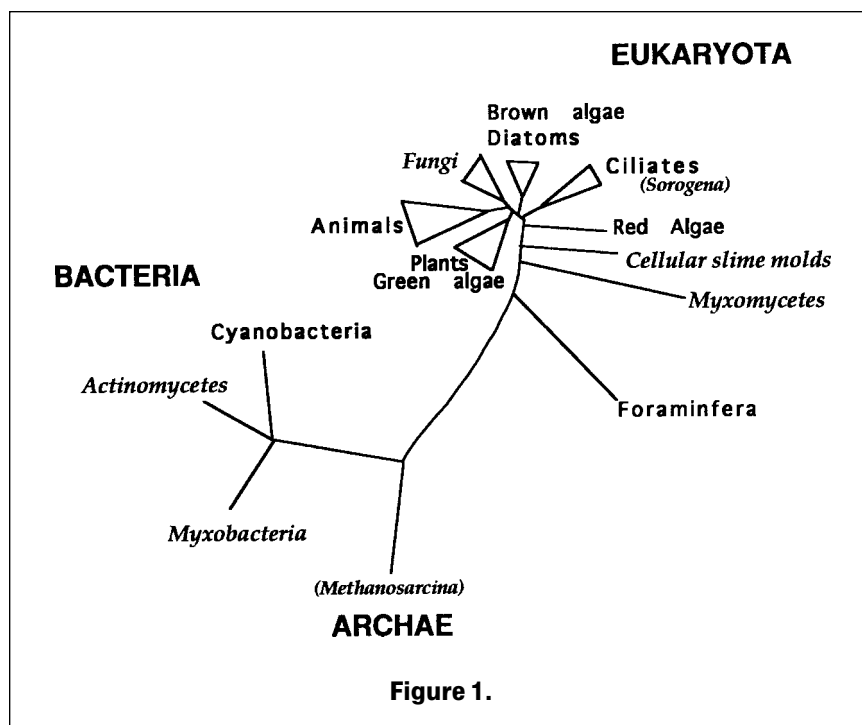 EUKARYOTA
Brown algae
Diatoms
Fungi
Ciliates
(Sorogena)
Animals
Red Algae
Plants
Green algae
Cellular slime molds
BACTERIA
Myxomycetes
Cyanobacteria
Actinomycetes
Foraminfera
Myxobacteria
(Methanosarcina)
ARCHAE
Figure 1.